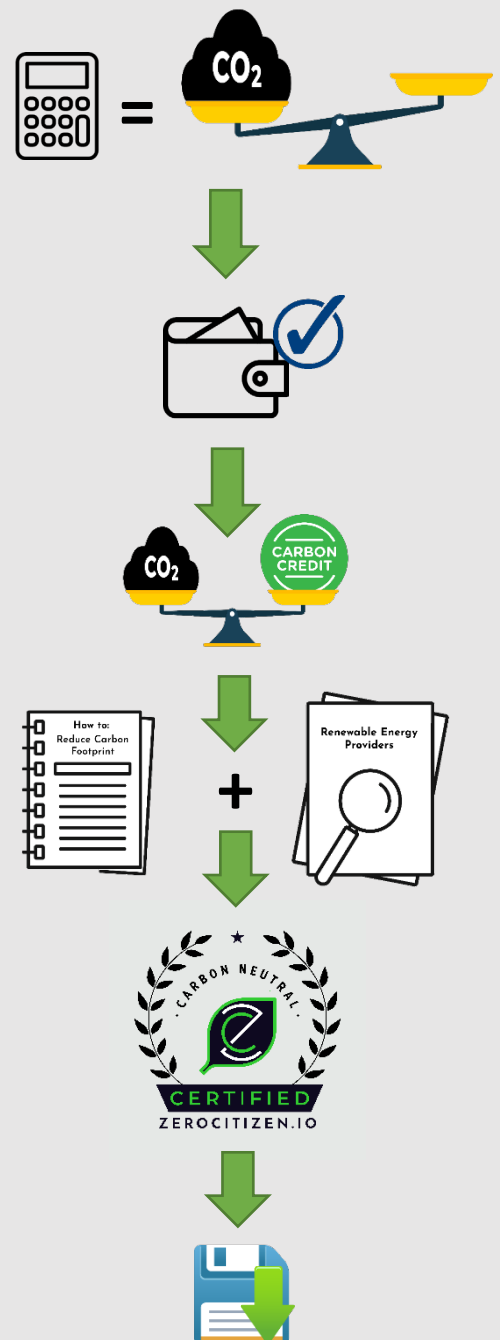 CO₂
CO₂
CARBON
CREDIT
How to:
Reduce Carbon
Footprint
Renewable Energy
Providers
· CARBON NEUTRAL ·
CERTIFIED
ZEROCITIZEN.IO